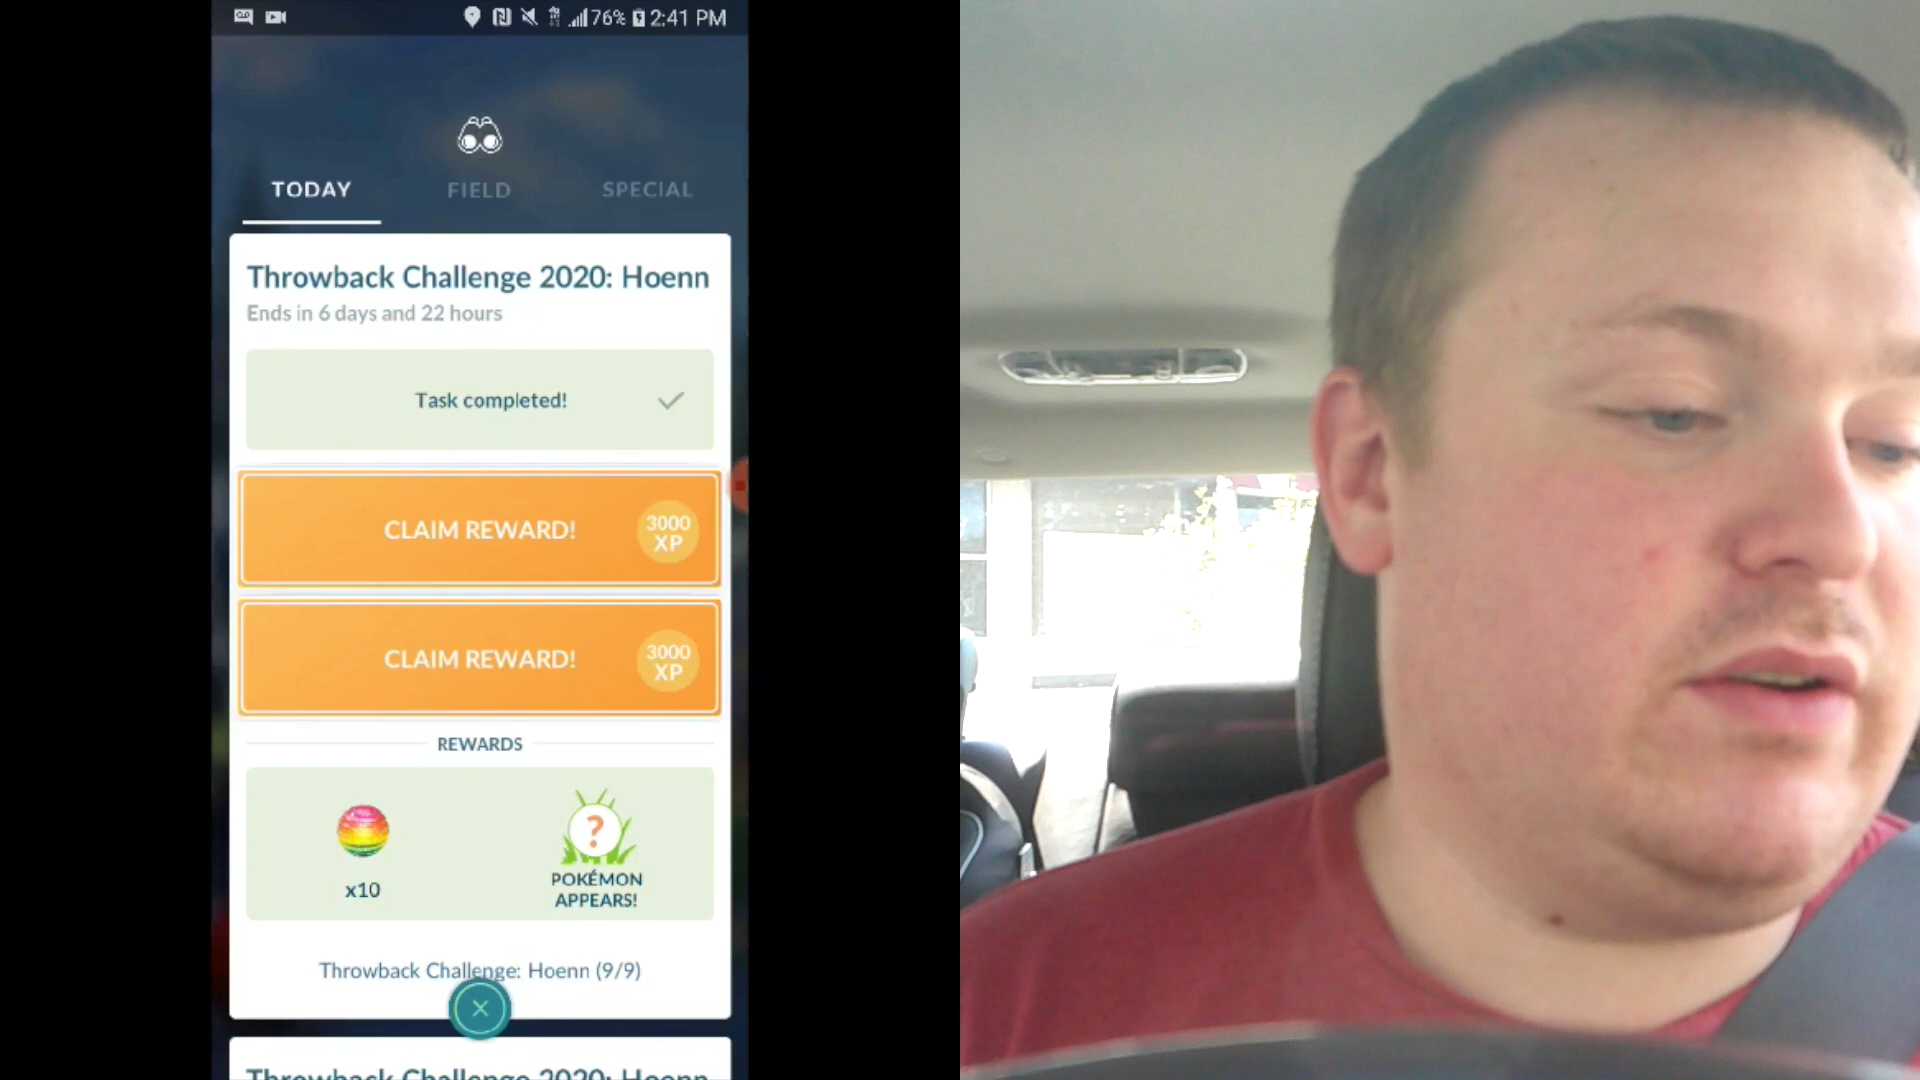 76% 2:41 PM
TODAY FIELD SPECIAL
Throwback Challenge 2020: Hoenn
Ends in 6 days and 22 hours
Task completed!
CLAIM REWARD! 3000 XP
CLAIM REWARD! 3000 XP
REWARDS
?
x10
POKÉMON
APPEARS!
Throwback Challenge: Hoenn (9/9)
Throwback Challenge 2020: Hoenn